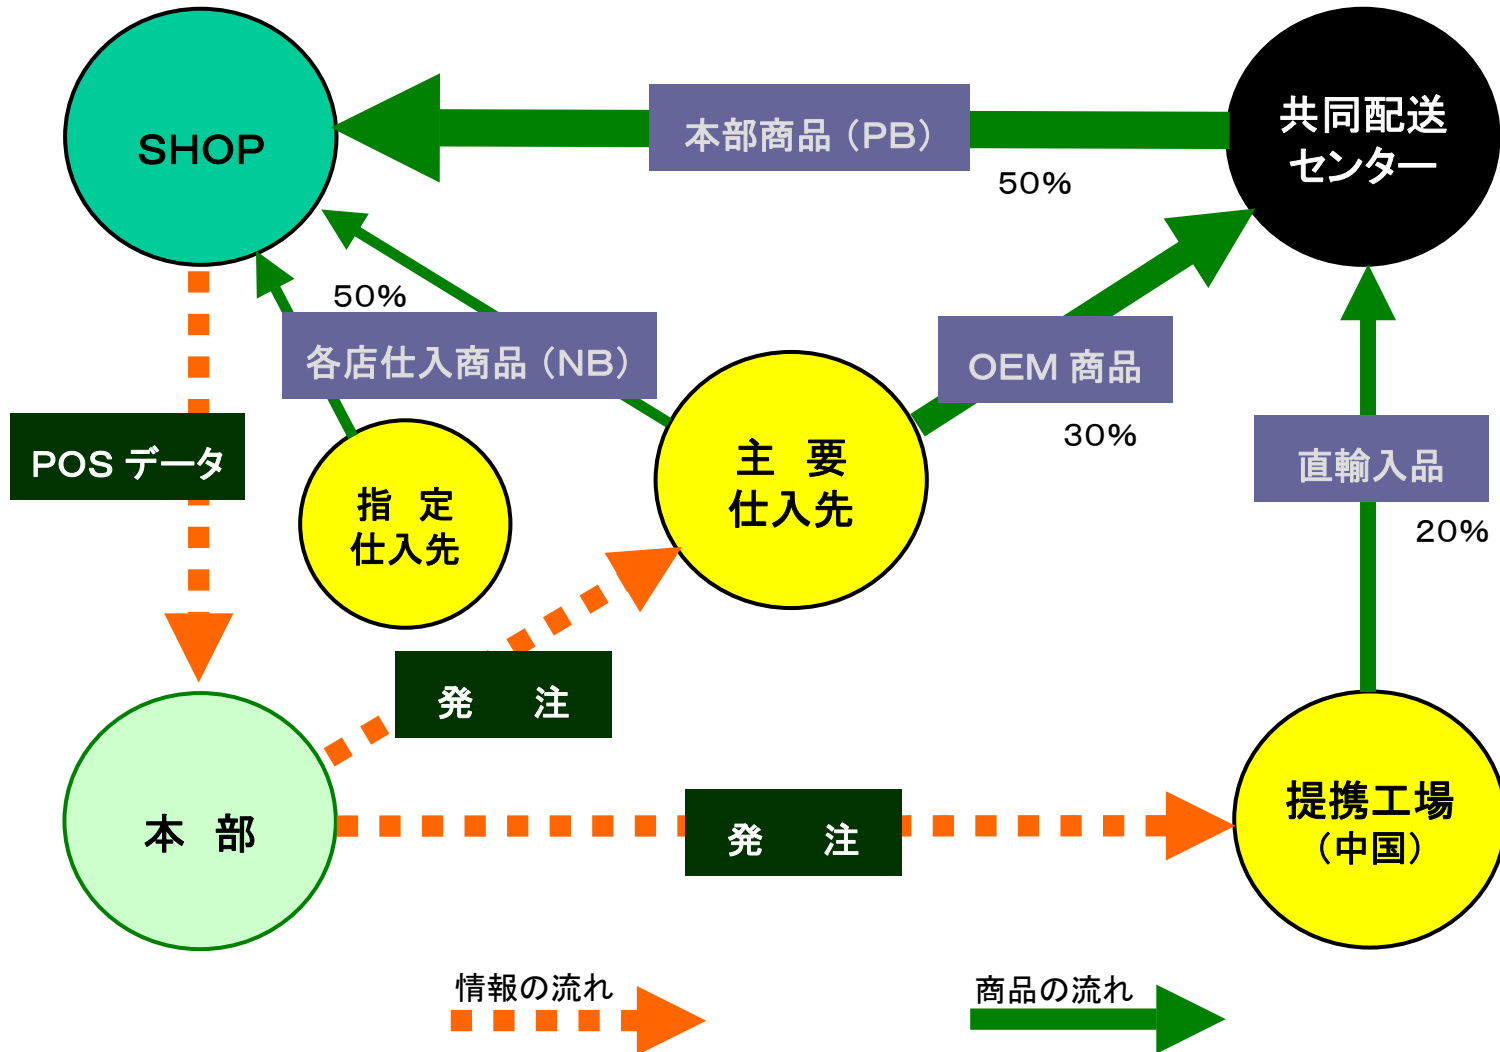 SHOP
本部商品（PB）
50%
共同配送
センター
50%
各店仕入商品（NB）
OEM 商品
30%
POS データ
指 定
仕入先
主 要
仕入先
直輸入品
20%
発 注
本 部
発 注
提携工場
（中国）
情報の流れ
商品の流れ